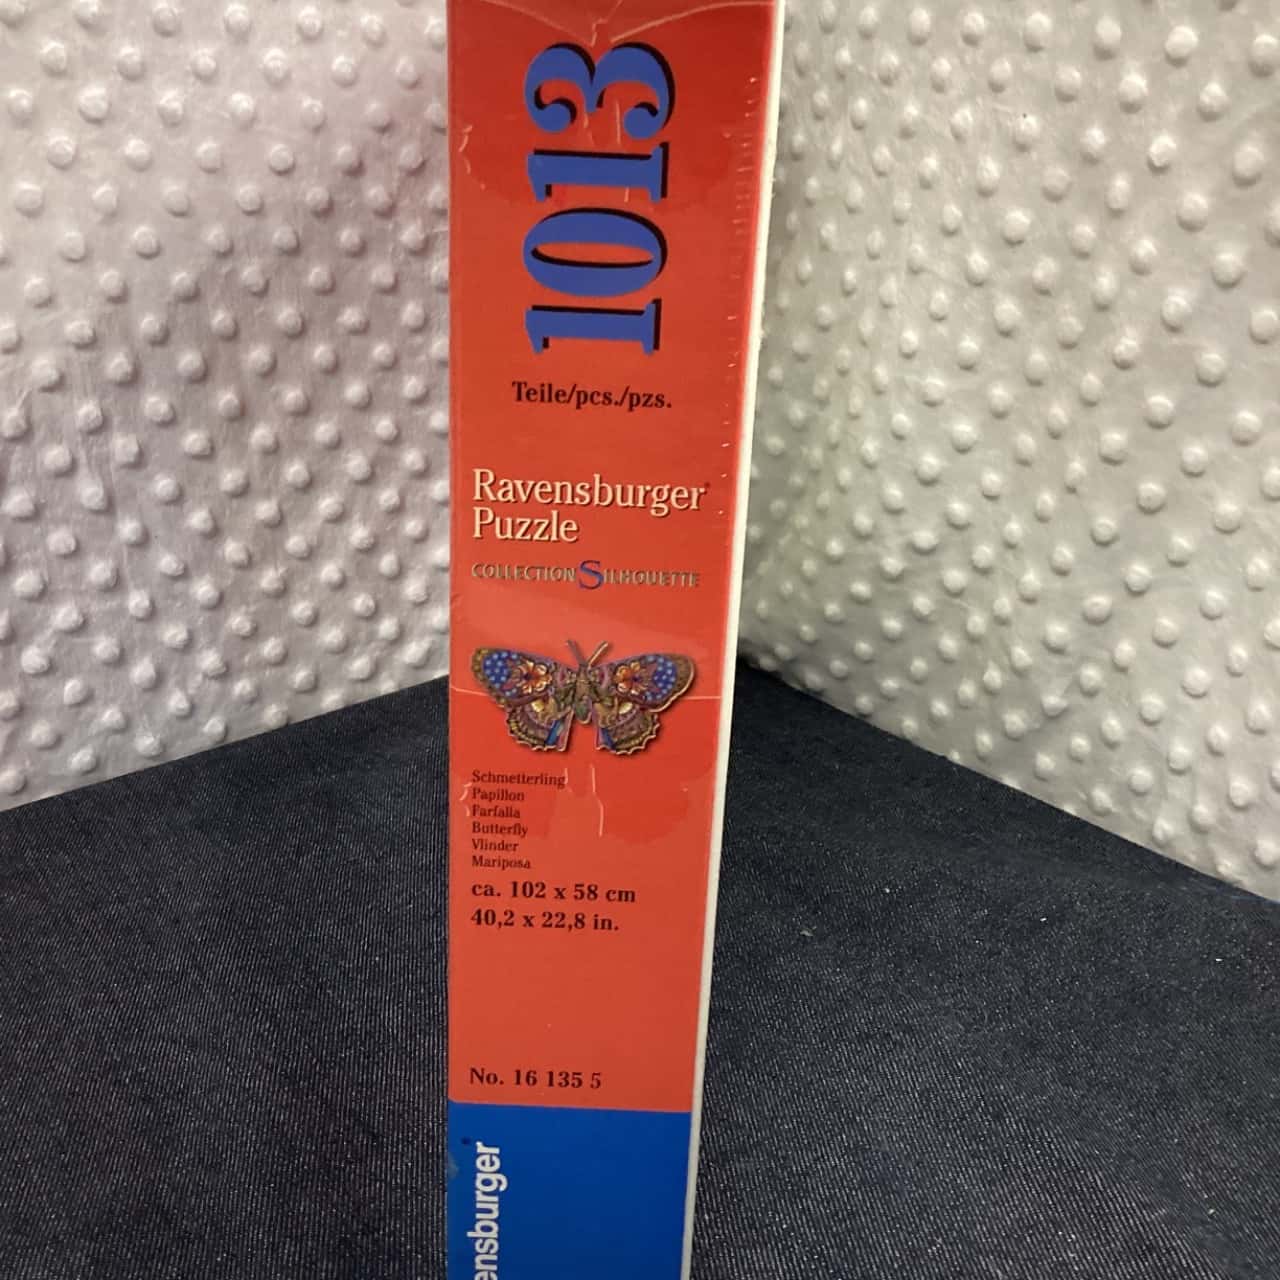 1013
Teile/pcs./pzs.
Ravensburger®
Puzzle
COLLECTION SILHOUETTE
Schmetterling
Papillon
Farfalla
Butterfly
Vlinder
Mariposa
ca. 102 x 58 cm
40,2 x 22,8 in.
No. 16 135 5
ensburger®